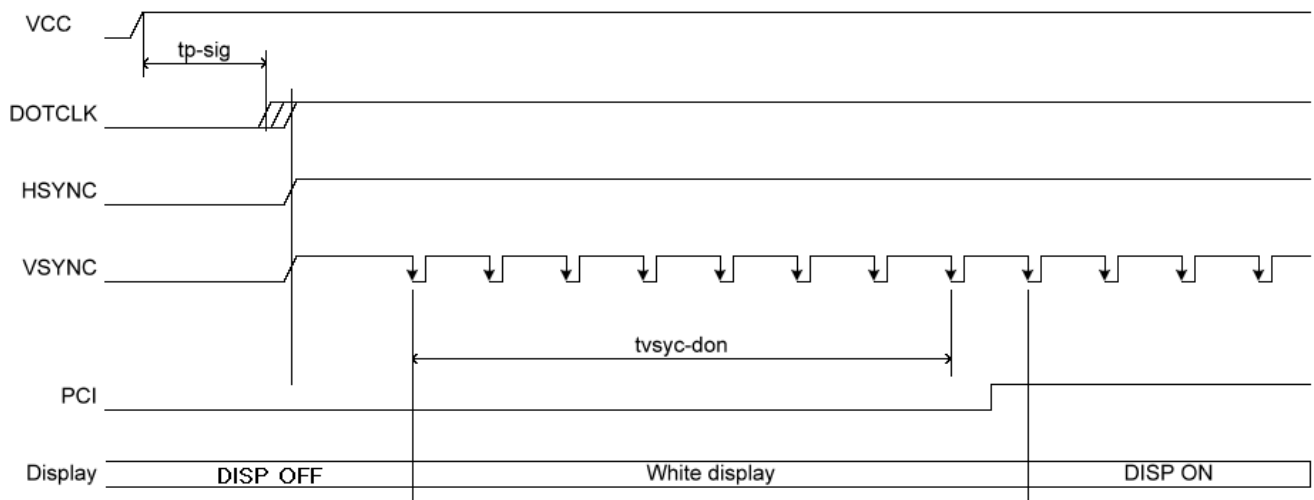 VCC
tp-sig
DOTCLK
HSYNC
VSYNC
tvsyc-don
PCI
Display DISP OFF White display DISP ON